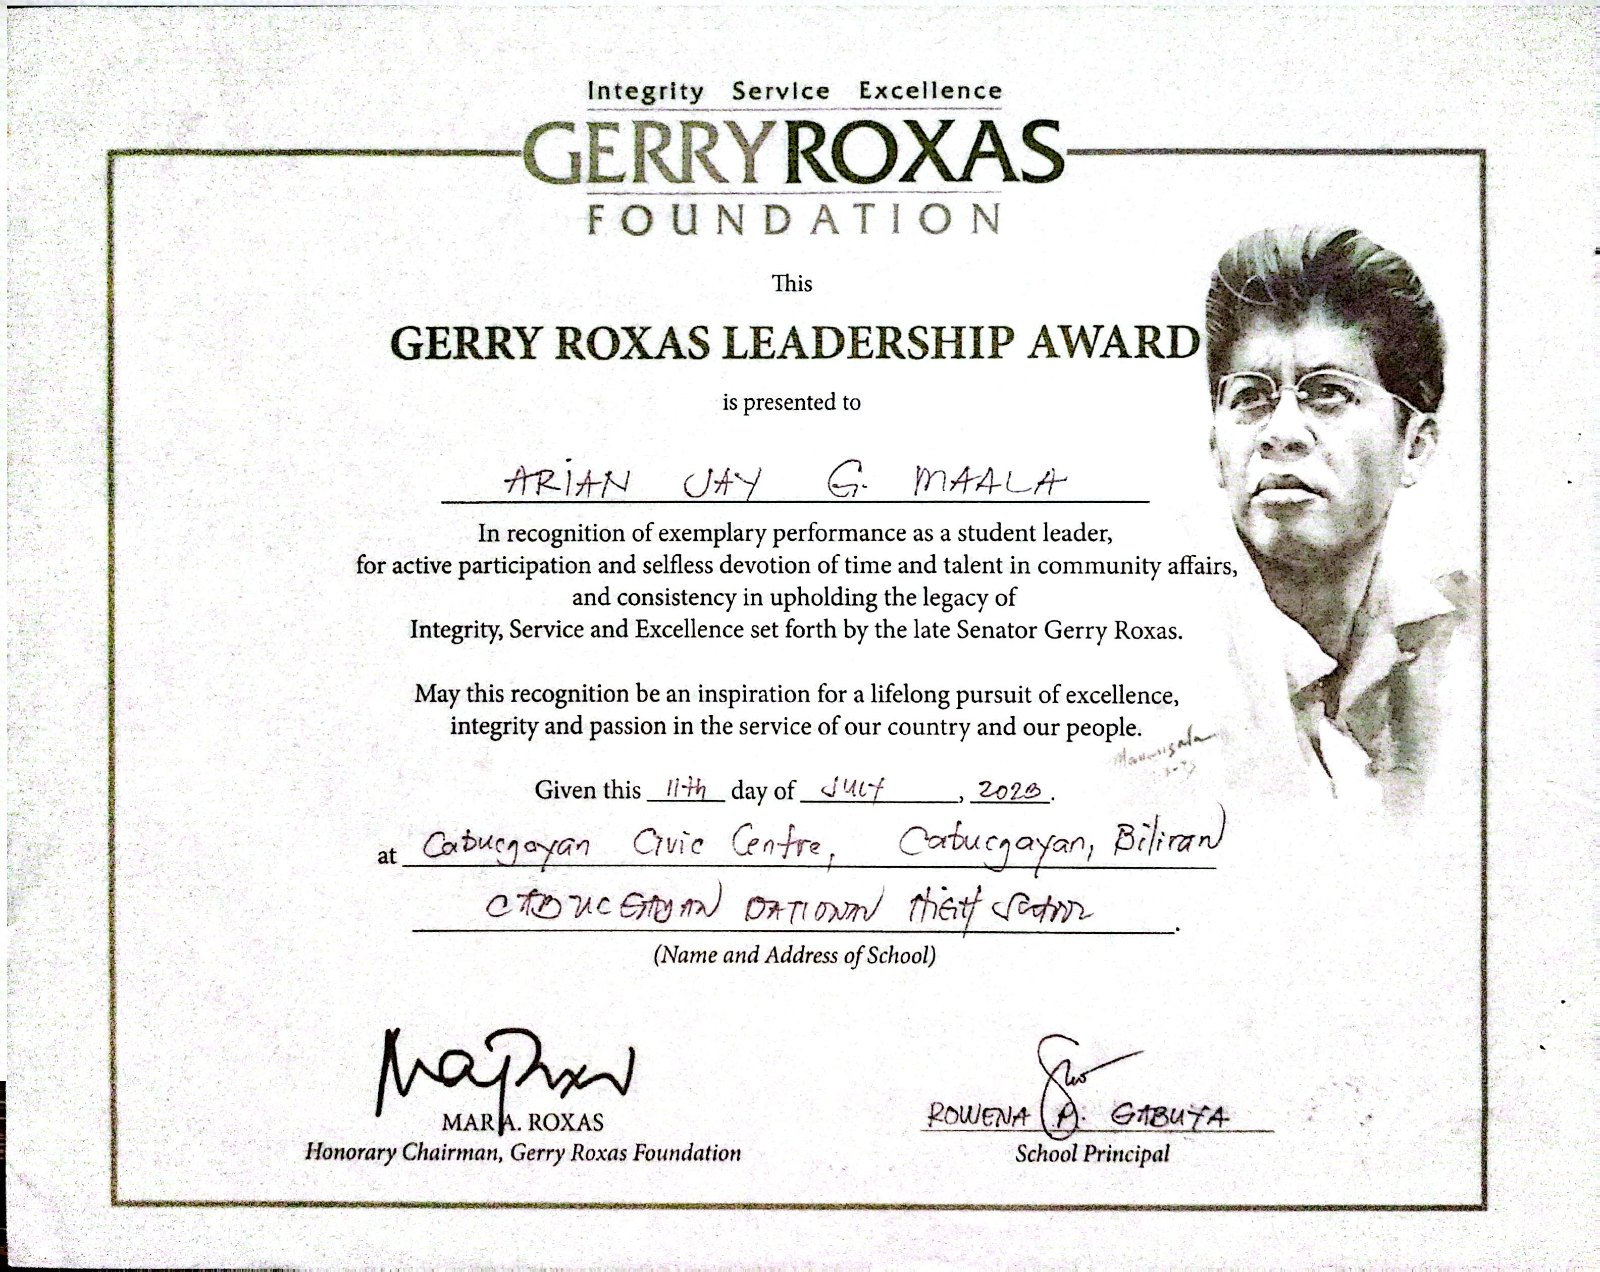 Integrity Service Excellence
GERRY ROXAS
FOUNDATION
This
GERRY ROXAS LEADERSHIP AWARD
is presented to
ARIAN JAY G. MAALA
In recognition of exemplary performance as a student leader,
for active participation and selfless devotion of time and talent in community affairs,
and consistency in upholding the legacy of
Integrity, Service and Excellence set forth by the late Senator Gerry Roxas.
May this recognition be an inspiration for a lifelong pursuit of excellence,
integrity and passion in the service of our country and our people.
Given this 11th day of JULY, 2023.
at Cabucgayan Civic Centre, Cabucgayan, Biliran
CABUCGAYAN NATIONAL HIGH SCHOOL.
(Name and Address of School)
MAR A. ROXAS
Honorary Chairman, Gerry Roxas Foundation
ROWENA A. GABUYA
School Principal